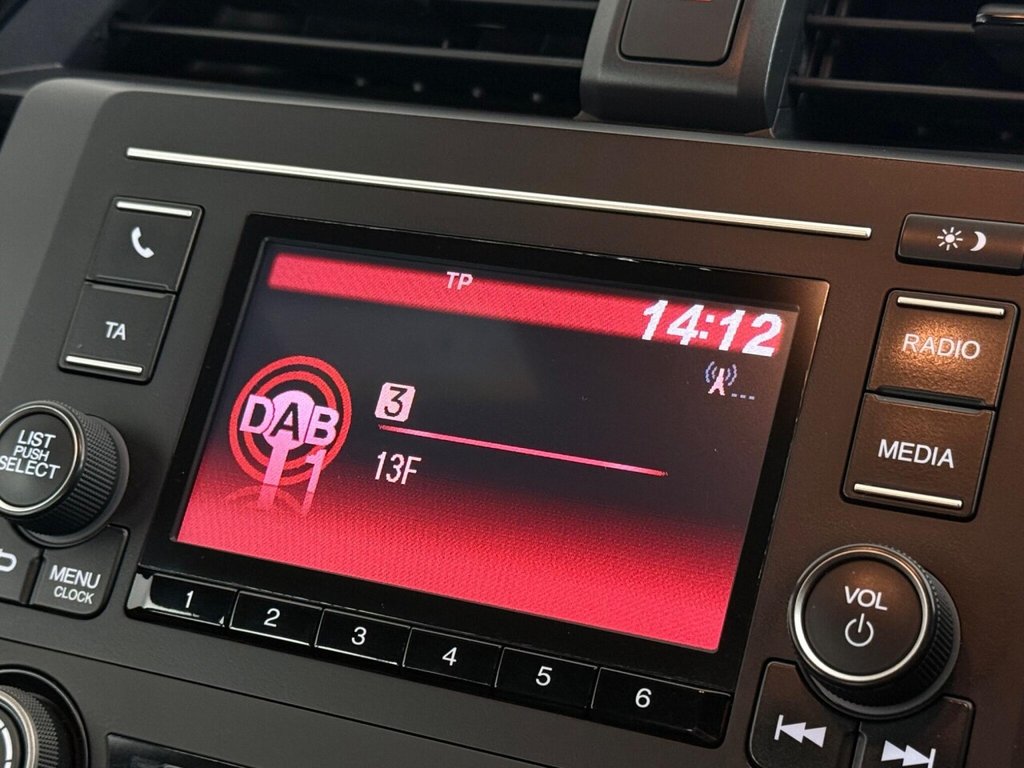 TP
14:12
TA
RADIO
DAB
1
3
13F
MEDIA
LIST
PUSH
SELECT
MENU
CLOCK
VOL
1 2 3 4 5 6